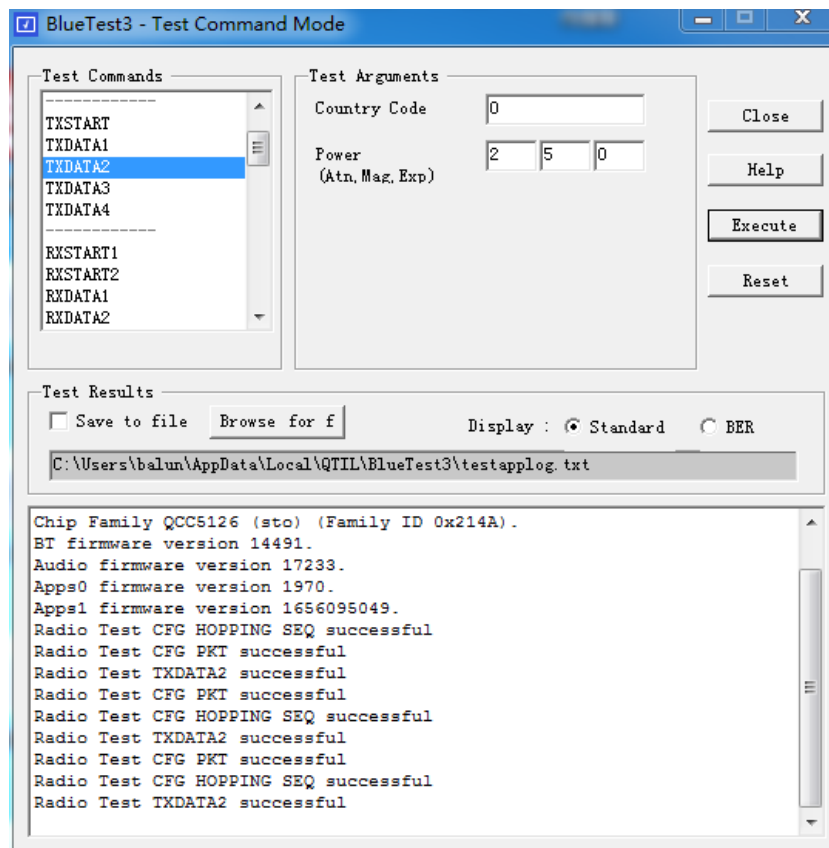 BlueTest3 - Test Command Mode
Test Commands
------------
TXSTART
TXDATA1
TXDATA2
TXDATA3
TXDATA4
------------
RXSTART1
RXSTART2
RXDATA1
RXDATA2
Test Arguments
Country Code 0
Power 2 5 0
(Atn,Mag,Exp)
Close
Help
Execute
Reset
Test Results
Save to file Browse for f Display : Standard BER
C:\Users\balun\AppData\Local\QTIL\BlueTest3\testapplog.txt
Chip Family QCC5126 (sto) (Family ID 0x214A).
BT firmware version 14491.
Audio firmware version 17233.
Apps0 firmware version 1970.
Apps1 firmware version 1656095049.
Radio Test CFG HOPPING SEQ successful
Radio Test CFG PKT successful
Radio Test TXDATA2 successful
Radio Test CFG PKT successful
Radio Test CFG HOPPING SEQ successful
Radio Test TXDATA2 successful
Radio Test CFG PKT successful
Radio Test CFG HOPPING SEQ successful
Radio Test TXDATA2 successful